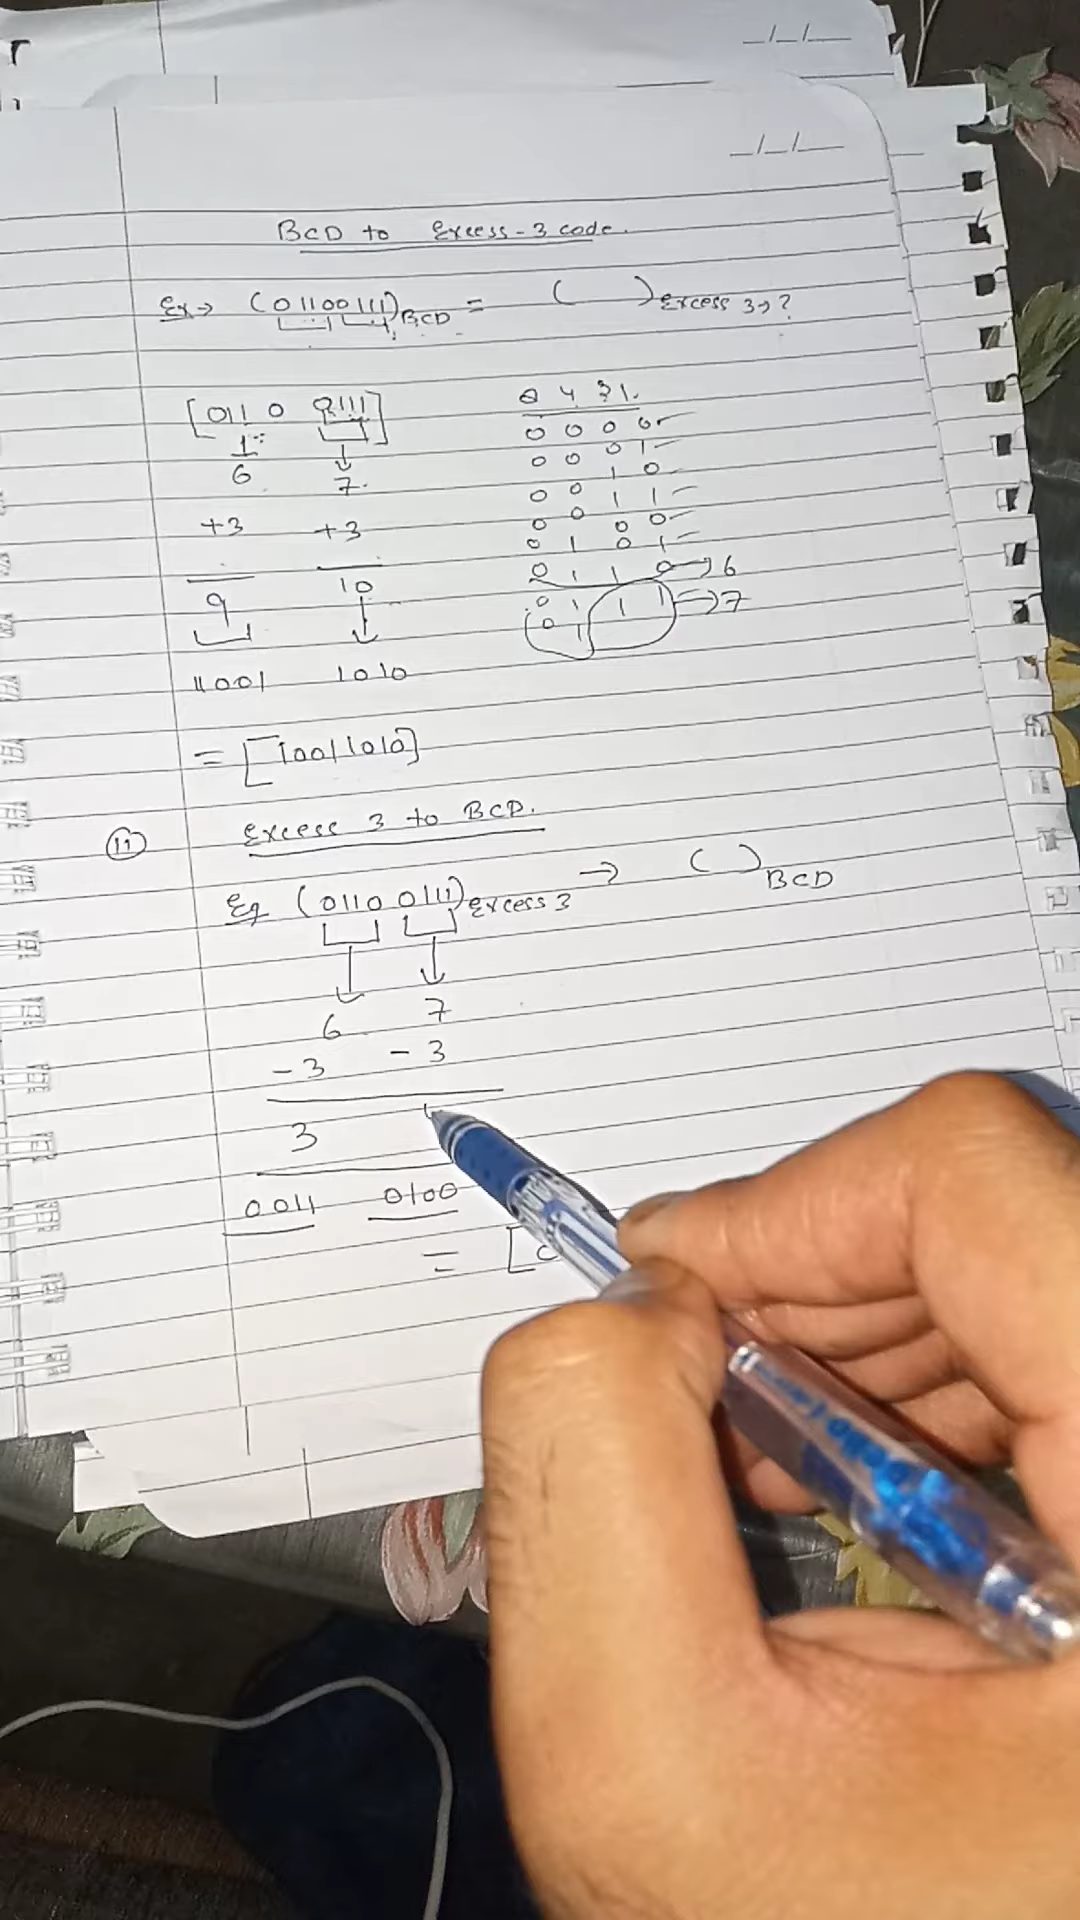 BCD to Excess-3 code.
Ex→ (01100111)BCD = ( )Excess 3→?
[0110 0111]
6 7.
+3 +3
9 10
1001 1010
= [10011010]
8 4 2 1.
0 0 0 0
0 0 0 1
0 0 1 0
0 0 1 1
0 1 0 1
0 1 1 0 → 6
0 1 1 1 → 7
11 Excess 3 to BCD.
Eg (0110 0111)Excess 3 → ( )BCD
6 7
-3 -3
3
0011 0100
= [0